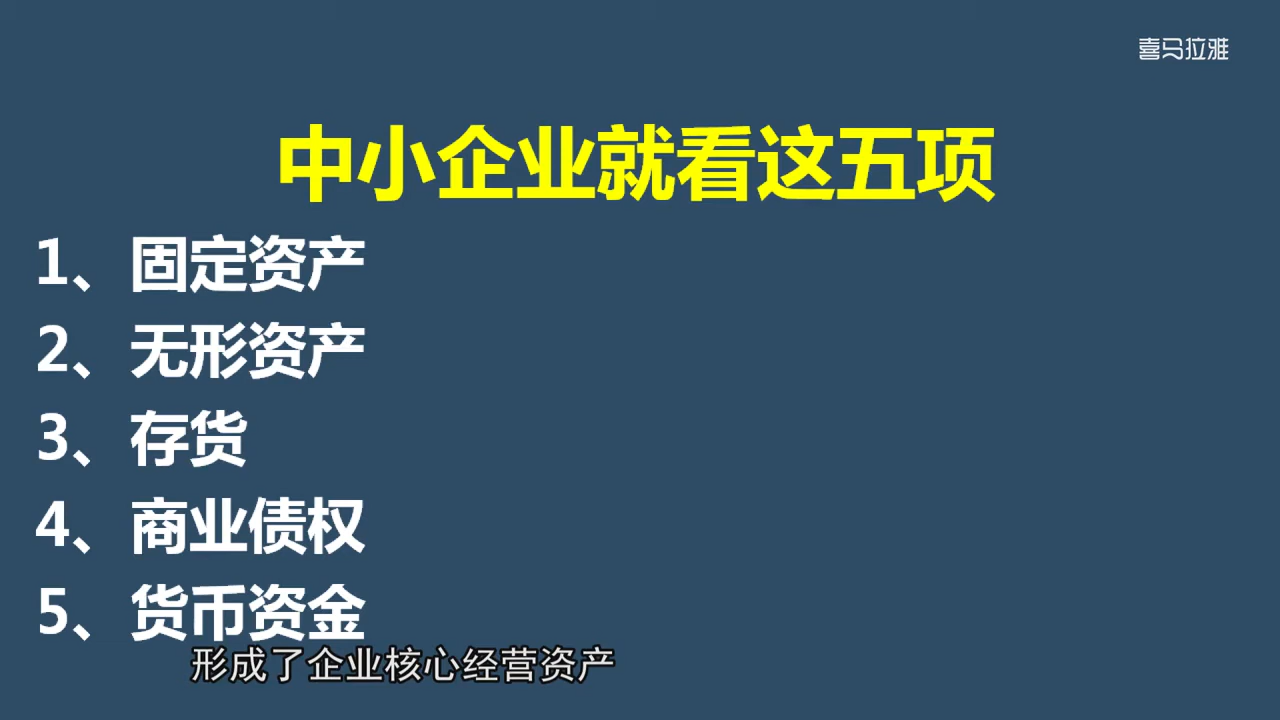 喜马拉雅
中小企业就看这五项
1、固定资产
2、无形资产
3、存货
4、商业债权
5、货币资金
形成了企业核心经营资产